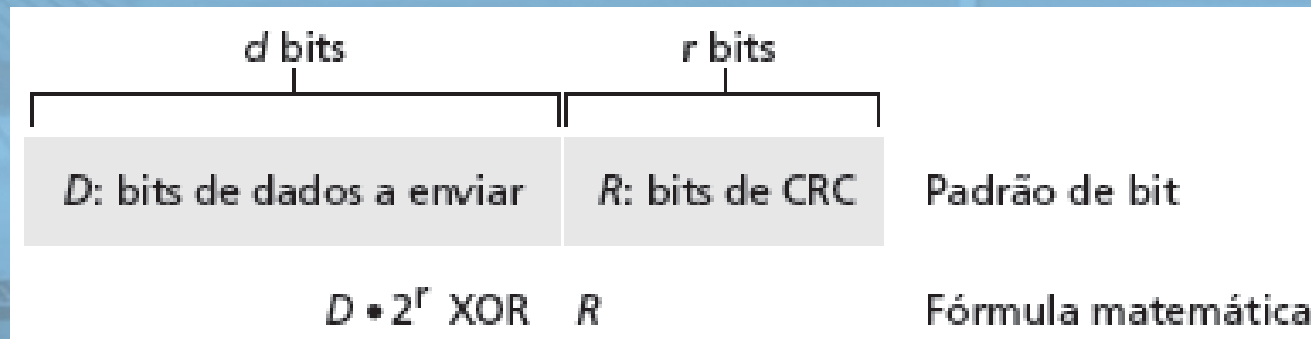 d bits r bits
D: bits de dados a enviar R: bits de CRC Padrão de bit
D • 2ʳ XOR R Fórmula matemática